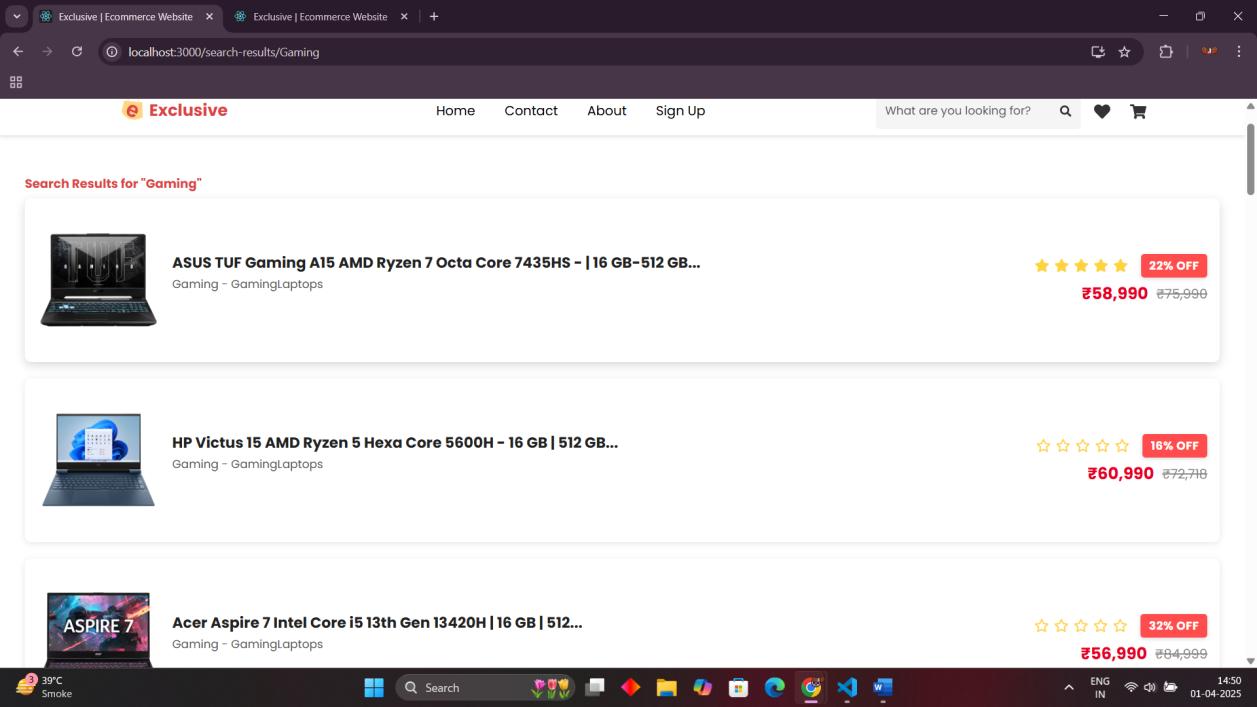 Exclusive | Ecommerce Website
Exclusive | Ecommerce Website
localhost:3000/search-results/Gaming
Exclusive
Home
Contact
About
Sign Up
What are you looking for?
Search Results for "Gaming"
ASUS TUF Gaming A15 AMD Ryzen 7 Octa Core 7435HS - | 16 GB-512 GB...
Gaming - GamingLaptops
22% OFF
₹58,990 ₹75,990
HP Victus 15 AMD Ryzen 5 Hexa Core 5600H - 16 GB | 512 GB...
Gaming - GamingLaptops
16% OFF
₹60,990 ₹72,718
ASPIRE 7
Acer Aspire 7 Intel Core i5 13th Gen 13420H | 16 GB | 512...
Gaming - GamingLaptops
32% OFF
₹56,990 ₹84,999
3
39°C
Smoke
Search
ENG
IN
14:50
01-04-2025